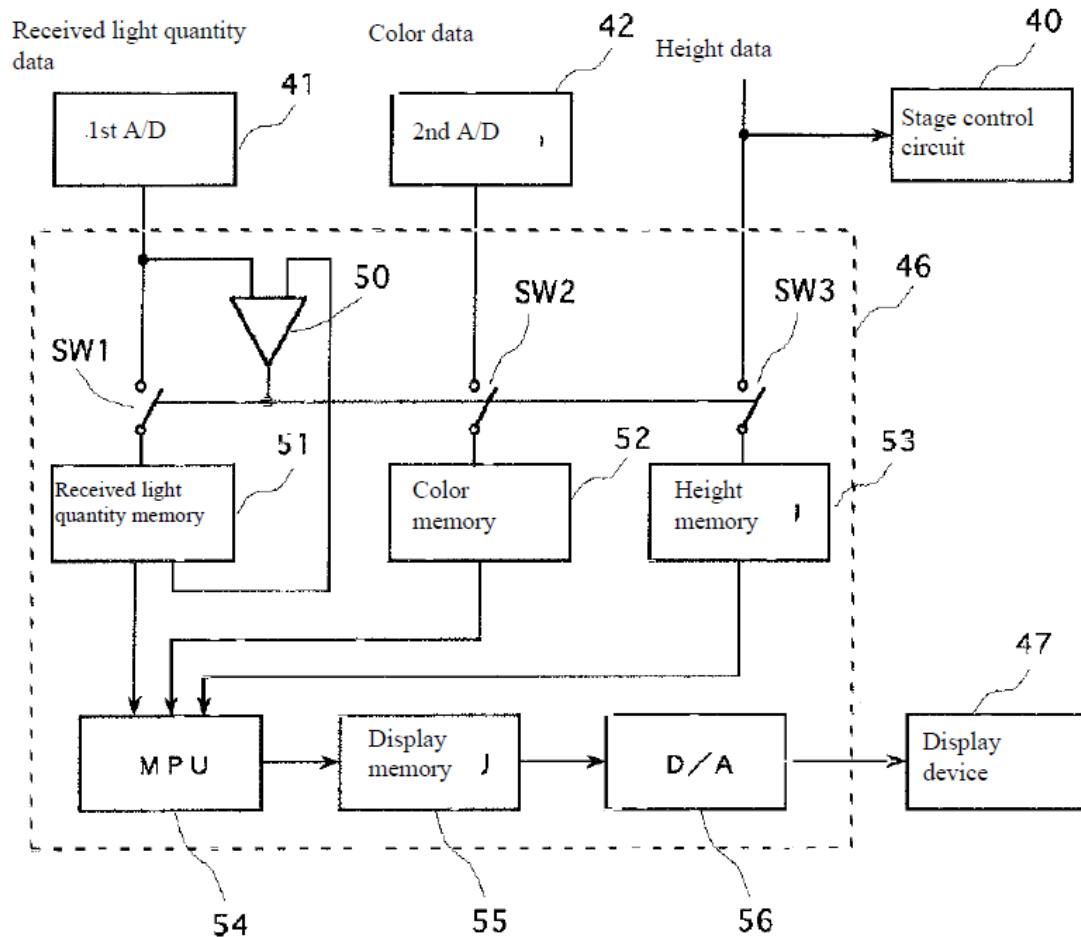 Received light quantity
data
Color data
Height data
41
42
40
1st A/D
2nd A/D
Stage control
circuit
50
SW2
SW3
46
SW1
51
52
53
Received light
quantity memory
Color
memory
Height
memory
47
MPU
Display
memory
D/A
Display
device
54
55
56